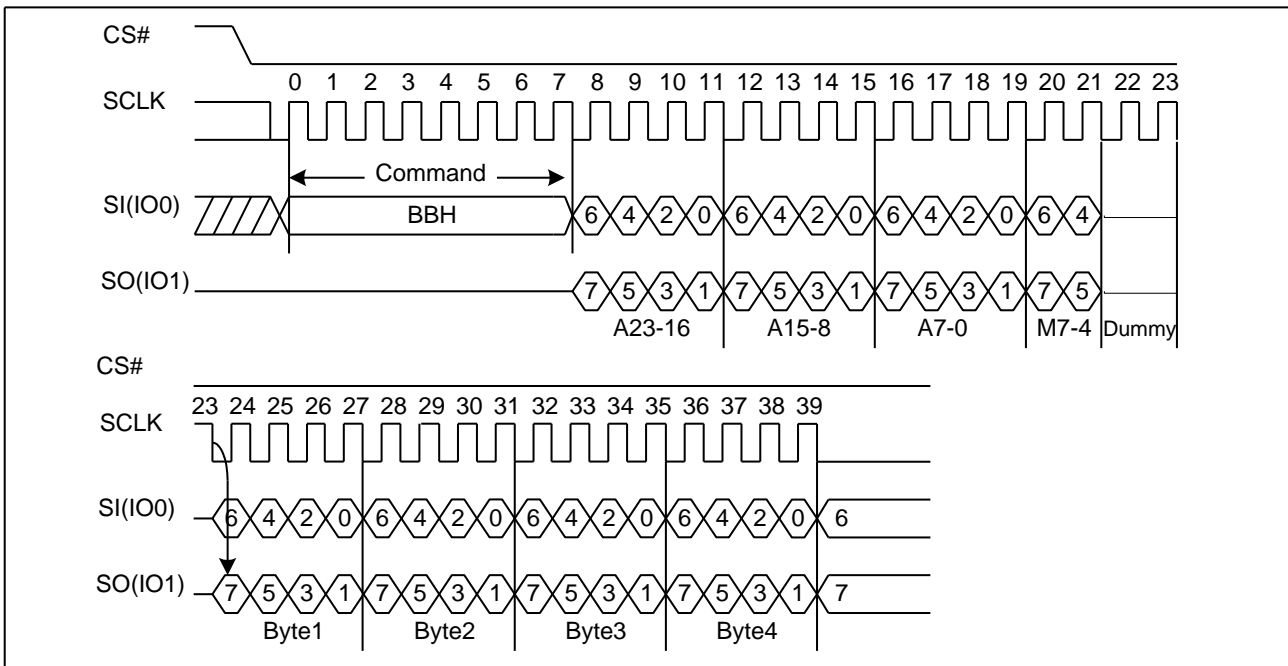 CS#
0 1 2 3 4 5 6 7 8 9 10 11 12 13 14 15 16 17 18 19 20 21 22 23
SCLK
Command
SI(IO0)
BBH
6 4 2 0 6 4 2 0 6 4 2 0 6 4
SO(IO1)
7 5 3 1 7 5 3 1 7 5 3 1 7 5
A23-16 A15-8 A7-0 M7-4 Dummy
CS#
23 24 25 26 27 28 29 30 31 32 33 34 35 36 37 38 39
SCLK
SI(IO0)
6 4 2 0 6 4 2 0 6 4 2 0 6 4 2 0 6
SO(IO1)
7 5 3 1 7 5 3 1 7 5 3 1 7 5 3 1 7
Byte1 Byte2 Byte3 Byte4